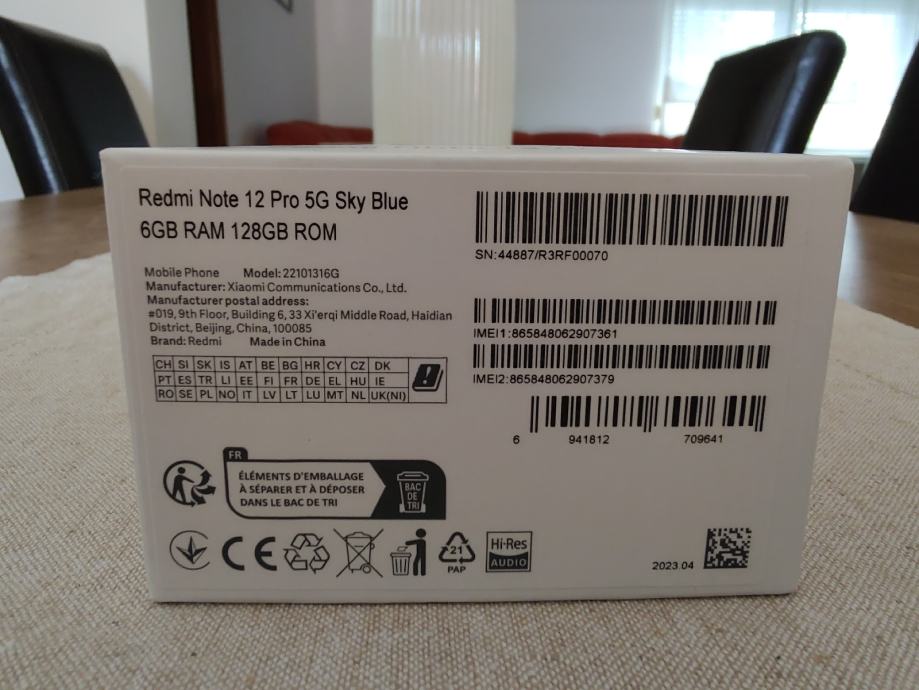 Redmi Note 12 Pro 5G Sky Blue
6GB RAM 128GB ROM
Mobile Phone Model: 22101316G
Manufacturer: Xiaomi Communications Co., Ltd.
Manufacturer postal address:
#019, 9th Floor, Building 6, 33 Xi'erqi Middle Road, Haidian
District, Beijing, China, 100085
Brand: Redmi Made in China
CH SI SK IS AT BE BG HR CY CZ DK
PT ES TR LI EE FI FR DE EL HU IE
RO SE PL NO IT LV LT LU MT NL UK(NI)
SN:44887/R3RF00070
IMEI1:865848062907361
IMEI2:865848062907379
6 941812 709641
FR
ÉLÉMENTS D'EMBALLAGE
À SÉPARER ET À DÉPOSER
DANS LE BAC DE TRI
BAC
DE
TRI
CE
21
PAP
Hi-Res
AUDIO
2023.04